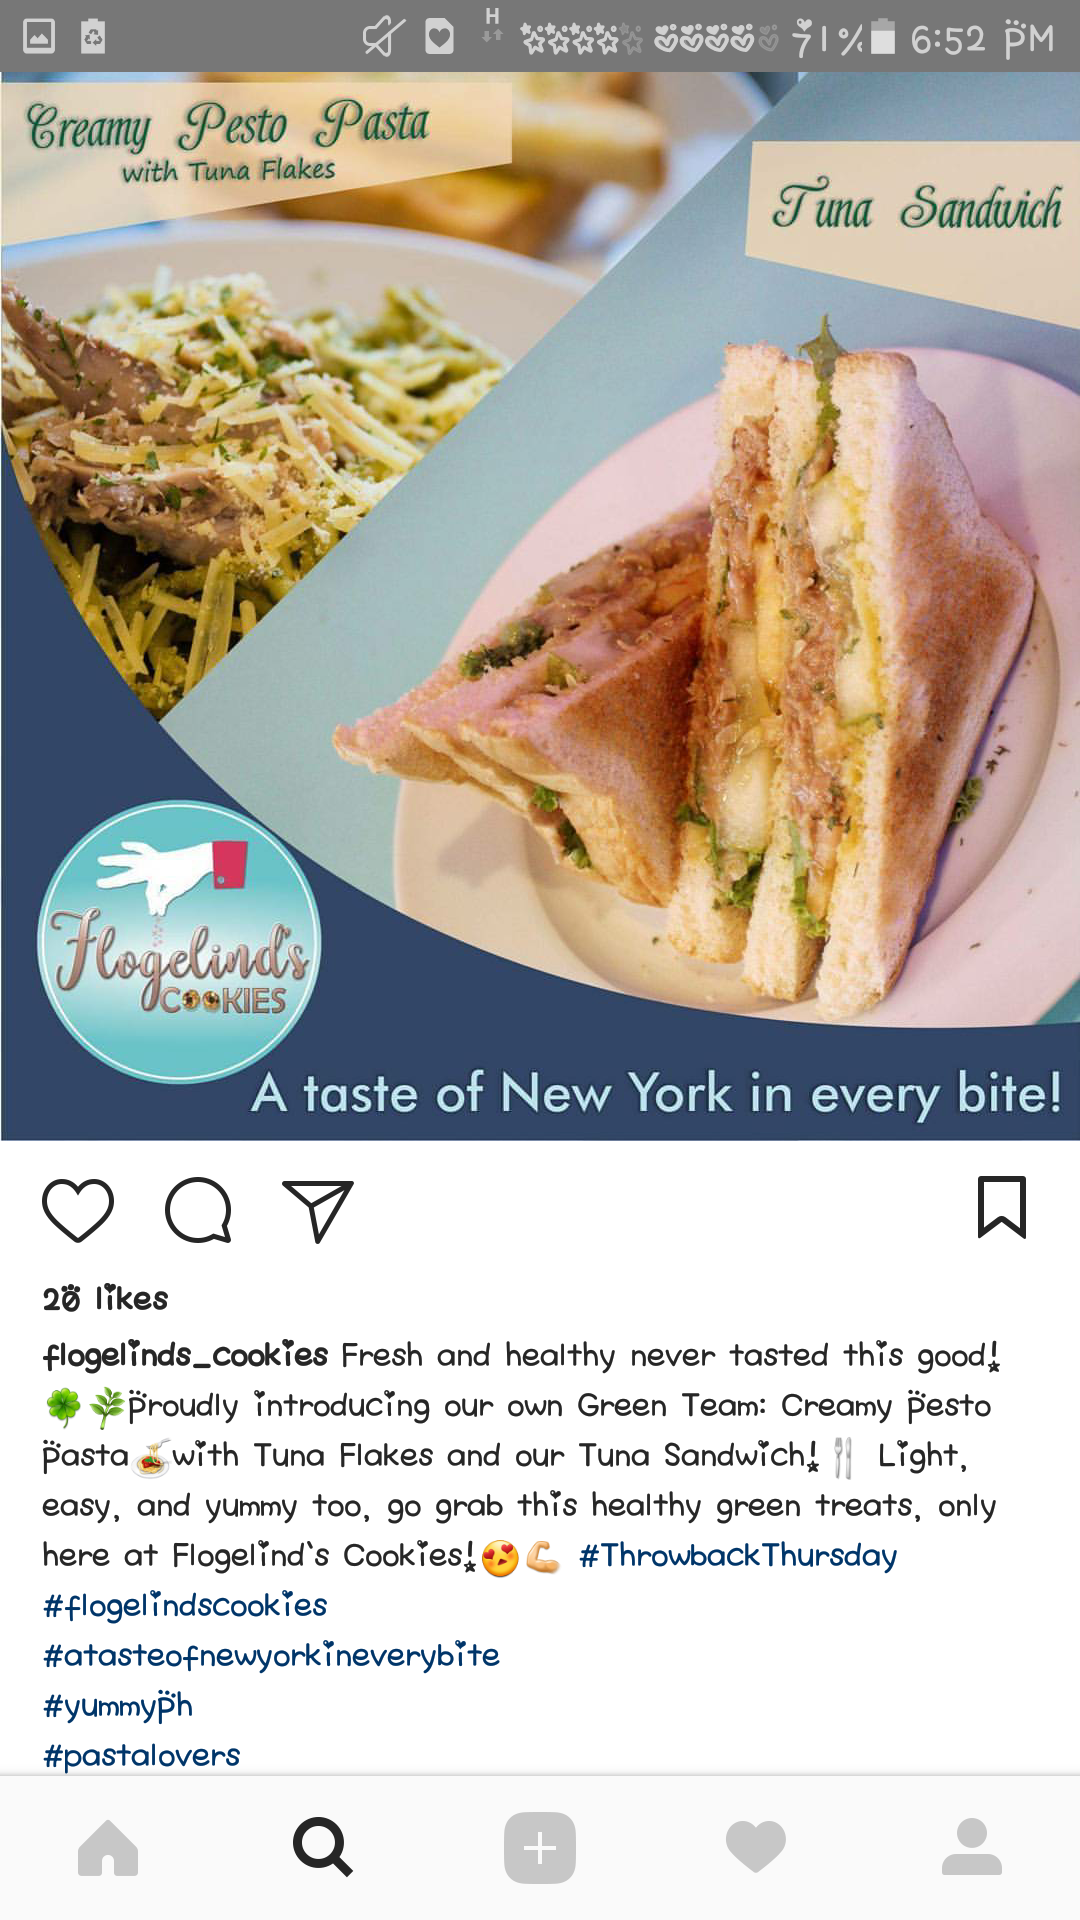 H
71% 6:52 PM
Creamy Pesto Pasta
with Tuna Flakes
Tuna Sandwich
Flogelind's
COOKIES
A taste of New York in every bite!
20 likes
flogelinds_cookies Fresh and healthy never tasted this good!
🍀🌿Proudly introducing our own Green Team: Creamy Pesto
Pasta🍝with Tuna Flakes and our Tuna Sandwich!🍴 Light,
easy, and yummy too, go grab this healthy green treats, only
here at Flogelind`s Cookies!😍💪🏼 #ThrowbackThursday
#flogelindscookies
#atasteofnewyorkineverybite
#yummyPh
#pastalovers